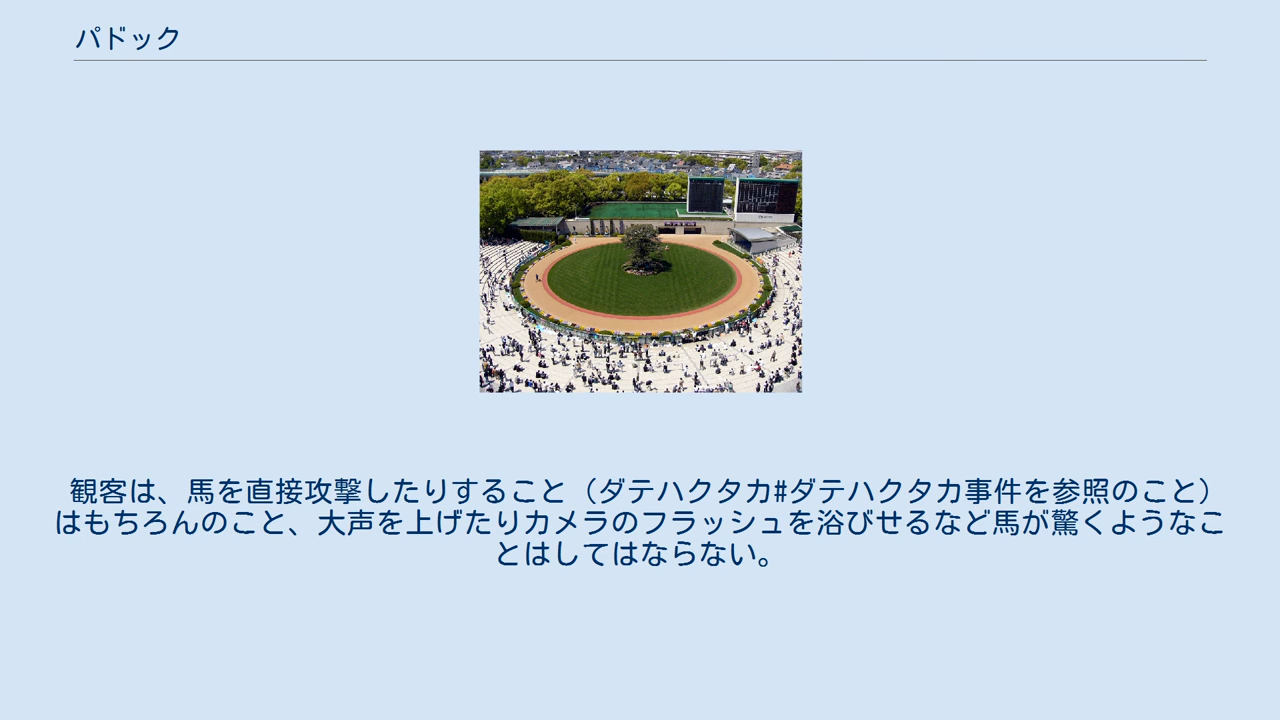 パドック
観客は、馬を直接攻撃したりすること（ダテハクタカ#ダテハクタカ事件を参照のこと）
はもちろんのこと、大声を上げたりカメラのフラッシュを浴びせるなど馬が驚くようなこ
とはしてはならない。